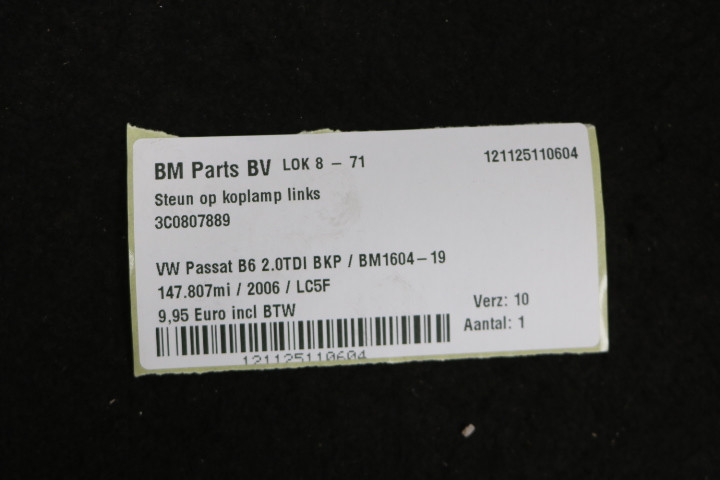 BM Parts BV LOK 8 - 71 121125110604
Steun op koplamp links
3C0807889
VW Passat B6 2.0TDI BKP / BM1604-19
147.807mi / 2006 / LC5F
9,95 Euro incl BTW
Verz: 10
Aantal: 1
121125110604